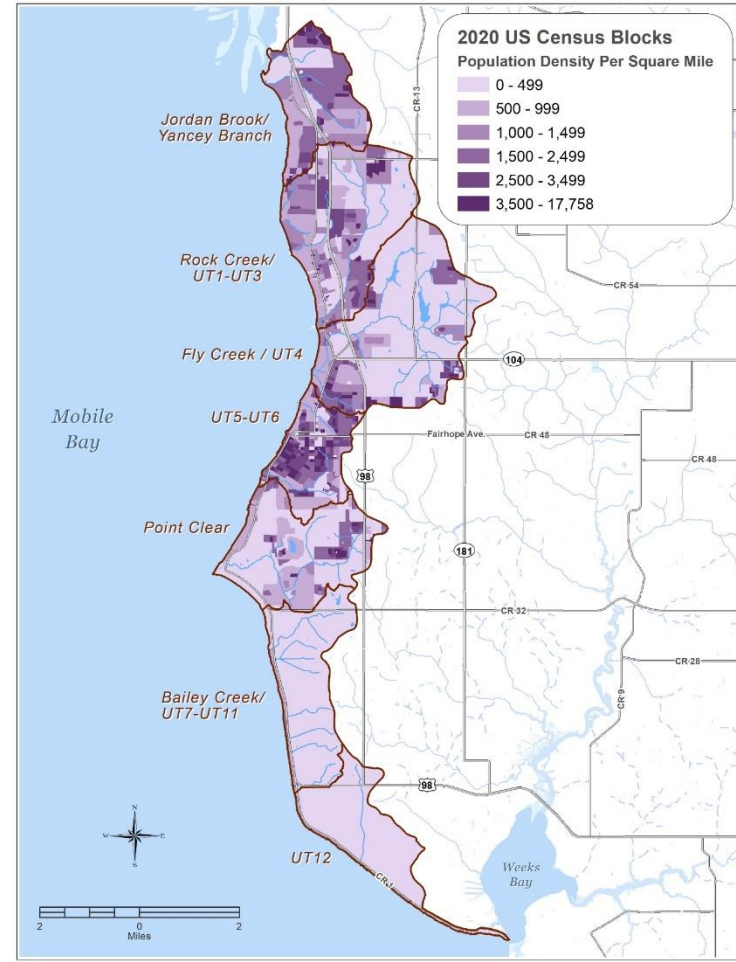 2020 US Census Blocks
Population Density Per Square Mile
0 - 499
500 - 999
1,000 - 1,499
1,500 - 2,499
2,500 - 3,499
3,500 - 17,758
CR 13
Jordan Brook/
Yancey Branch
Rock Creek/
UT1-UT3
CR 54
Fly Creek / UT4
104
UT5-UT6
Mobile
Bay
Fairhope Ave.
CR 48
CR 48
98
Point Clear
181
CR 32
CR 28
CR 9
Bailey Creek/
UT7-UT11
98
N
W
E
S
UT12
CR 1
Weeks
Bay
2
0
2
Miles